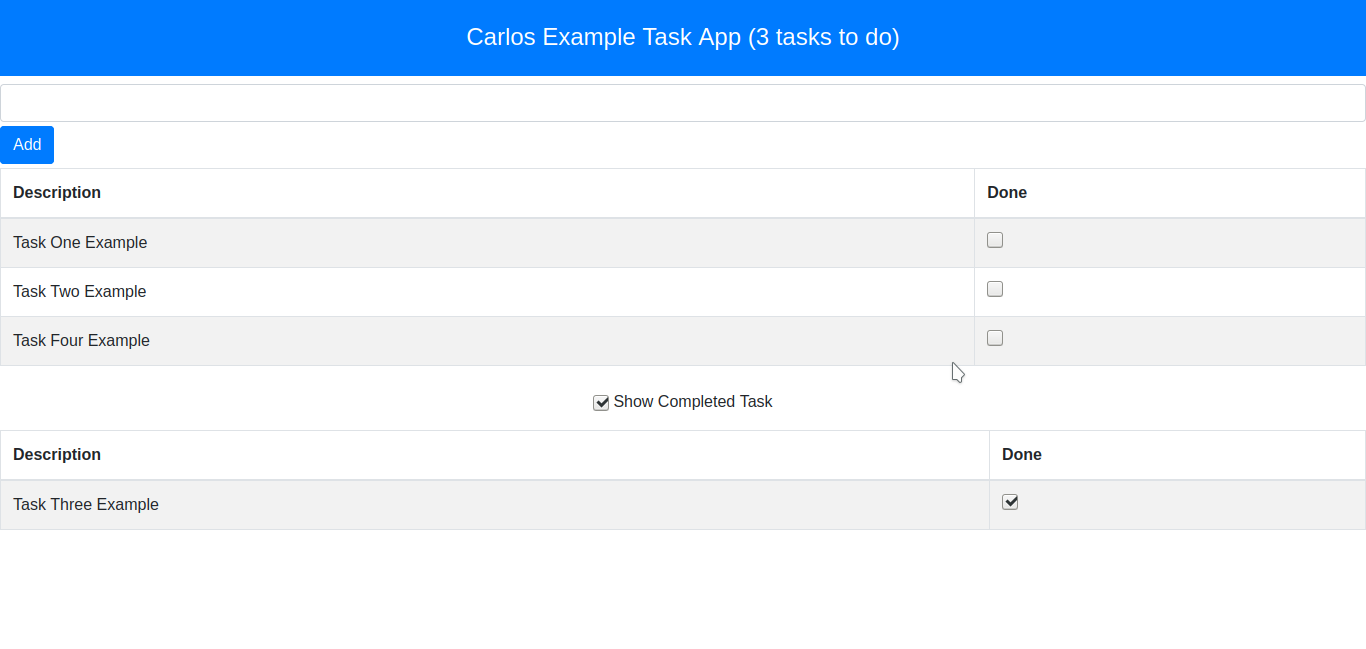 Carlos Example Task App (3 tasks to do)
Add
Description Done
Task One Example
Task Two Example
Task Four Example
Show Completed Task
Description Done
Task Three Example